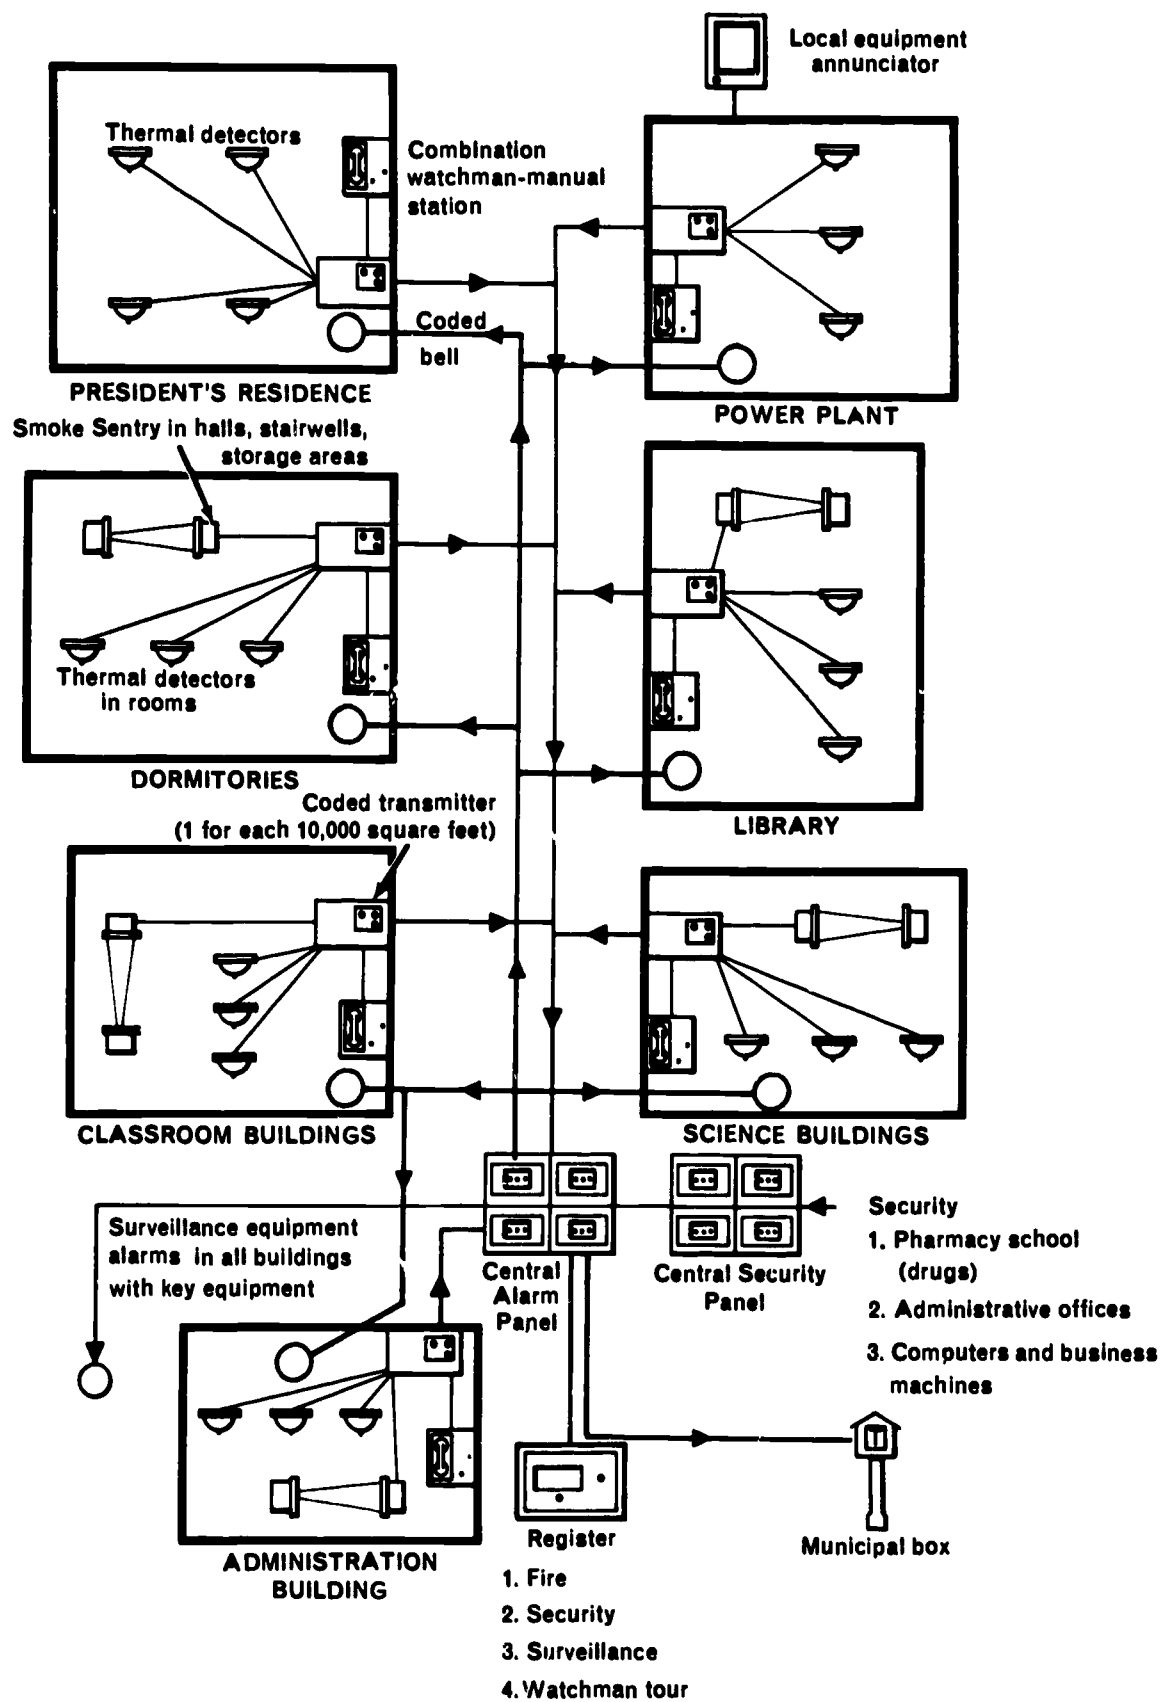 Local equipment
annunciator
Thermal detectors
Combination
watchman-manual
station
Coded
bell
PRESIDENT'S RESIDENCE
POWER PLANT
Smoke Sentry in halls, stairwells,
storage areas
Thermal detectors
in rooms
DORMITORIES
LIBRARY
Coded transmitter
(1 for each 10,000 square feet)
CLASSROOM BUILDINGS
SCIENCE BUILDINGS
Surveillance equipment
alarms in all buildings
with key equipment
Central
Alarm
Panel
Central Security
Panel
Security
1. Pharmacy school
(drugs)
2. Administrative offices
3. Computers and business
machines
ADMINISTRATION
BUILDING
Register
1. Fire
2. Security
3. Surveillance
4. Watchman tour
Municipal box